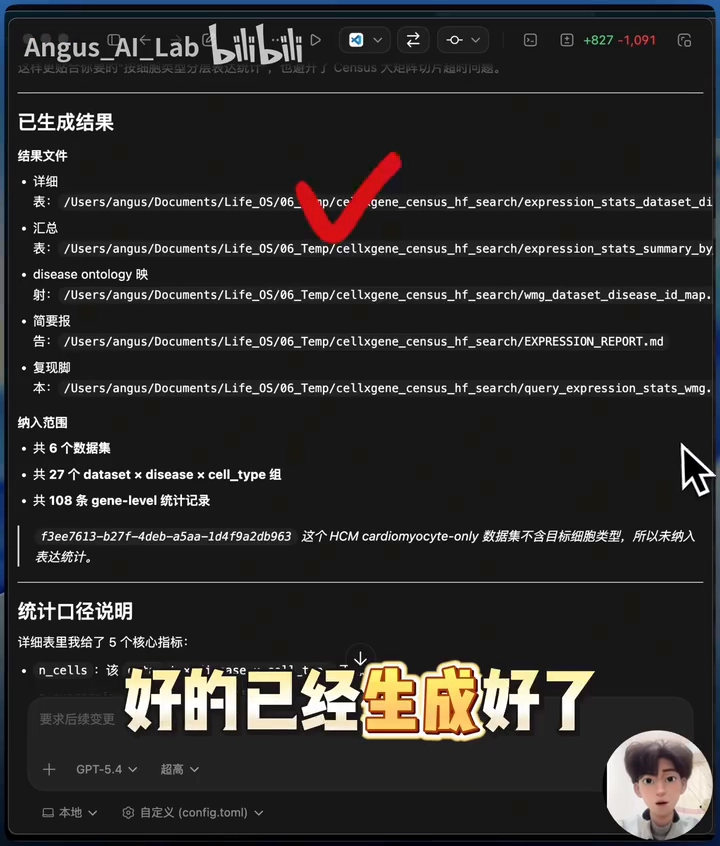 Angus_AI_Lab bilibili
+827 -1,091
这样更贴合你要的“按细胞类型分层表达统计”，也避开了 Census 大矩阵切片超时问题。
已生成结果
结果文件
• 详细
表： /Users/angus/Documents/Life_OS/06_Temp/cellxgene_census_hf_search/expression_stats_dataset_di
• 汇总
表： /Users/angus/Documents/Life_OS/06_Temp/cellxgene_census_hf_search/expression_stats_summary_by_
• disease ontology 映
射： /Users/angus/Documents/Life_OS/06_Temp/cellxgene_census_hf_search/wmg_dataset_disease_id_map.
• 简要报
告： /Users/angus/Documents/Life_OS/06_Temp/cellxgene_census_hf_search/EXPRESSION_REPORT.md
• 复现脚
本： /Users/angus/Documents/Life_OS/06_Temp/cellxgene_census_hf_search/query_expression_stats_wmg.
纳入范围
• 共 6 个数据集
• 共 27 个 dataset × disease × cell_type 组
• 共 108 条 gene-level 统计记录
f3ee7613-b27f-4deb-a5aa-1d4f9a2db963 这个 HCM cardiomyocyte-only 数据集不含目标细胞类型，所以未纳入
表达统计。
统计口径说明
详细表里我给了 5 个核心指标：
• n_cells ：该
好的已经生成好了
要求后续变更
GPT-5.4 超高
本地 自定义 (config.toml)